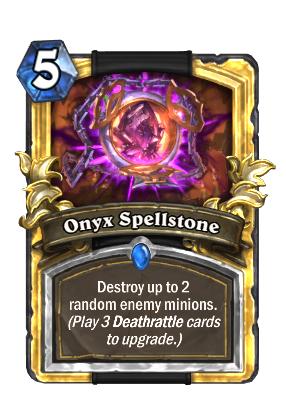 5
Onyx Spellstone
Destroy up to 2
random enemy minions.
(Play 3 Deathrattle cards
to upgrade.)